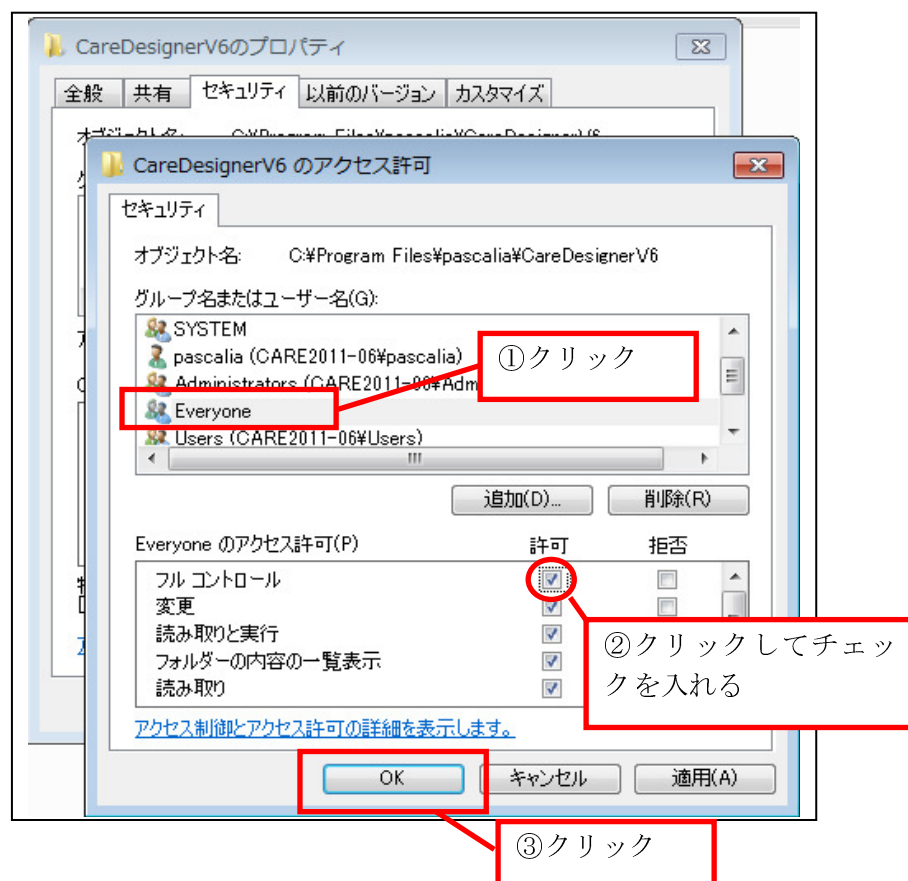 CareDesignerV6のプロパティ
全般 共有 セキュリティ 以前のバージョン カスタマイズ
CareDesignerV6 のアクセス許可
セキュリティ
オブジェクト名: C:¥Program Files¥pascalia¥CareDesignerV6
グループ名またはユーザー名(G):
SYSTEM
pascalia (CARE2011-06¥pascalia)
Administrators (CARE2011-06¥Adm
①クリック
Everyone
Users (CARE2011-06¥Users)
追加(D)... 削除(R)
Everyone のアクセス許可(P) 許可 拒否
フル コントロール
変更
読み取りと実行
フォルダーの内容の一覧表示
読み取り
②クリックしてチェッ
クを入れる
アクセス制御とアクセス許可の詳細を表示します。
OK キャンセル 適用(A)
③クリック